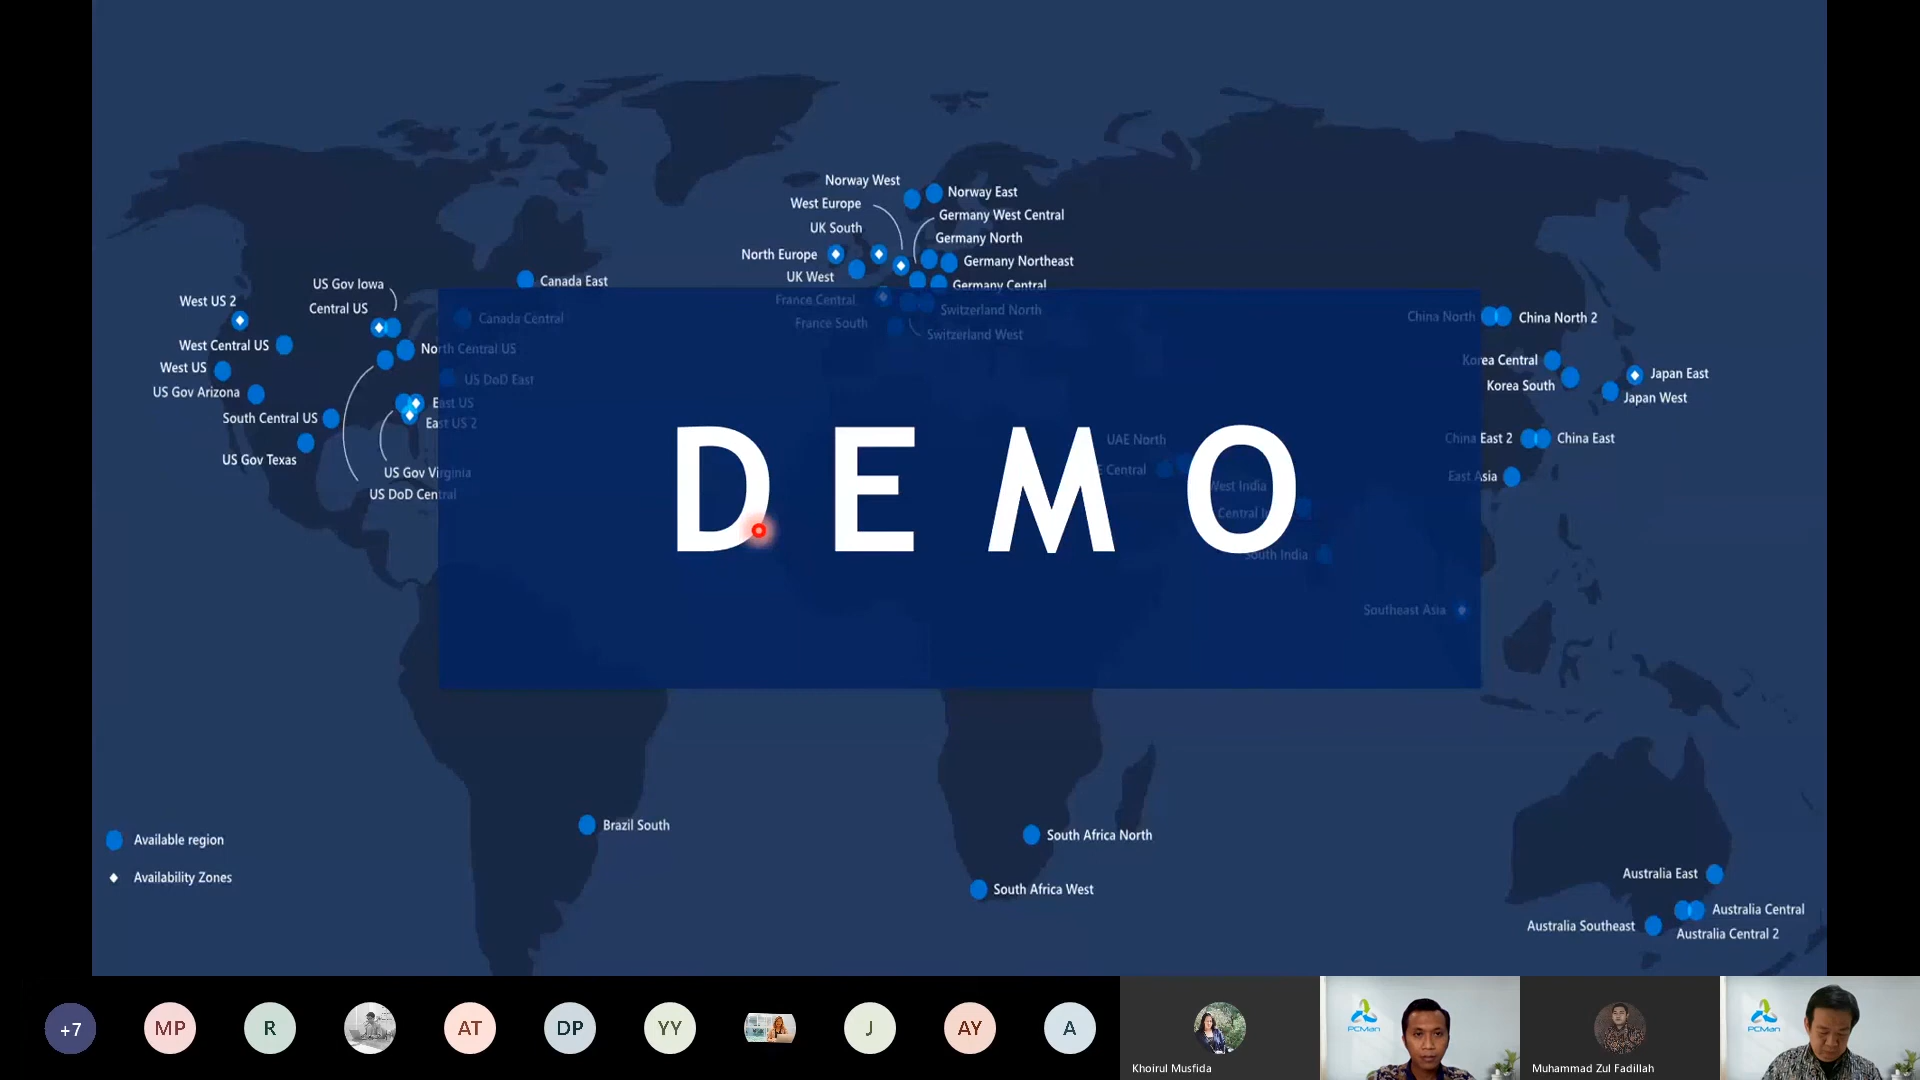 Norway West
Norway East
West Europe
Germany West Central
UK South
Germany North
North Europe
Germany Northeast
UK West
Germany Central
France Central
Switzerland North
France South
Switzerland West
US Gov Iowa
Canada East
West US 2
Central US
Canada Central
West Central US
North Central US
West US
US DoD East
US Gov Arizona
East US
South Central US
East US 2
US Gov Texas
US Gov Virginia
US DoD Central
China North
China North 2
Korea Central
Japan East
Korea South
Japan West
China East 2
China East
East Asia
UAE North
Central
West India
Central
South India
Southeast Asia
DEMO
Brazil South
South Africa North
South Africa West
Available region
Availability Zones
Australia East
Australia Central
Australia Southeast
Australia Central 2
+7
MP
R
AT
DP
YY
J
AY
A
Khoirul Musfida
PCMan
Muhammad Zul Fadillah
PCMan